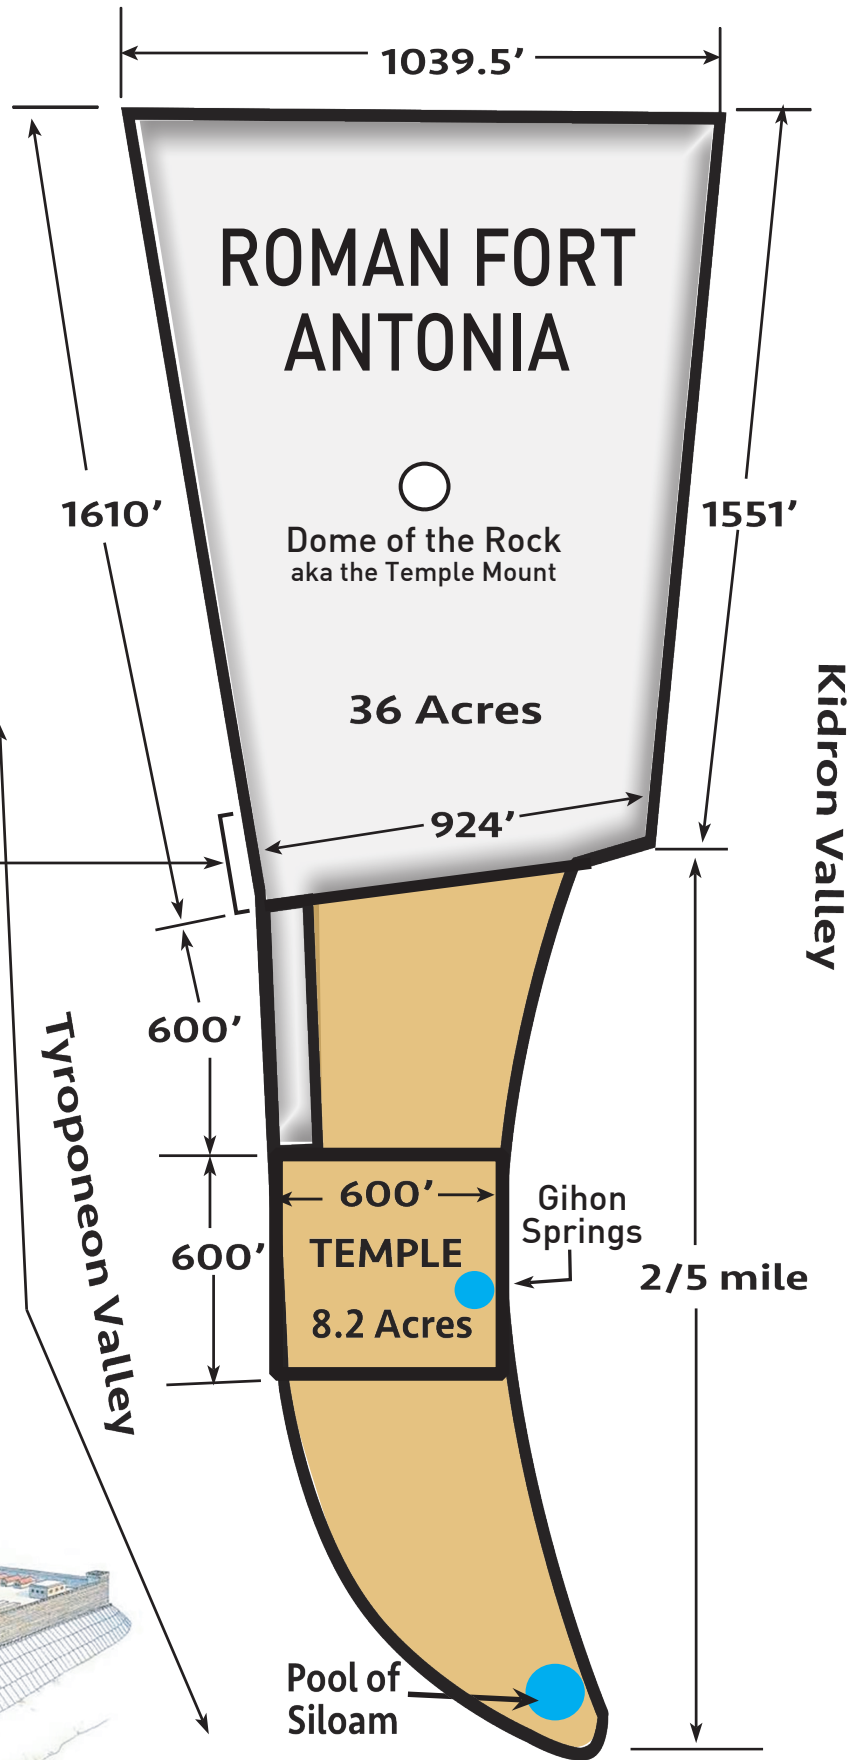 1039.5’
ROMAN FORT
ANTONIA
1610’
1551’
Dome of the Rock
aka the Temple Mount
36 Acres
Kidron Valley
924’
600’
Tyroponeon Valley
600’
600’
TEMPLE
8.2 Acres
Gihon
Springs
2/5 mile
Pool of
Siloam